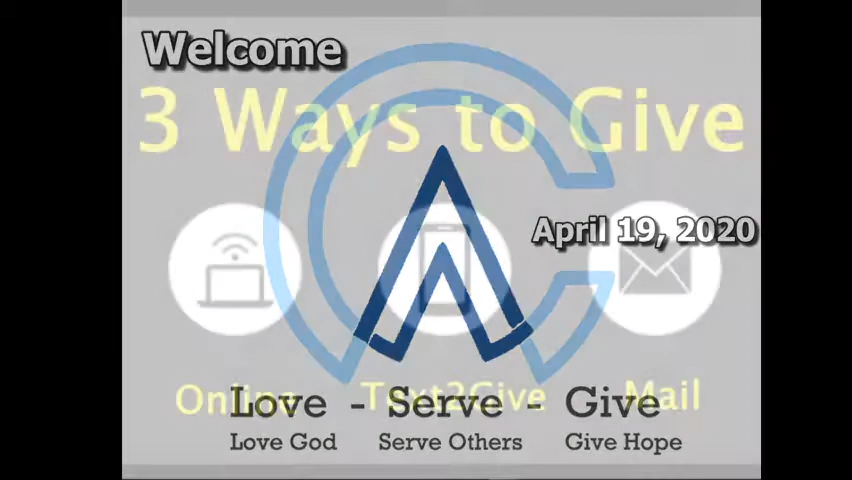 Welcome
3 Ways to Give
April 19, 2020
Online Text2Give Mail
Love - Serve - Give
Love God Serve Others Give Hope